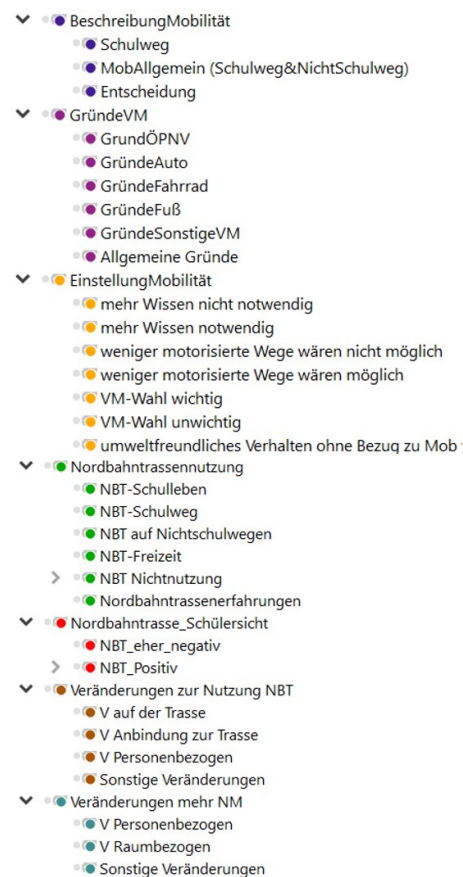 BeschreibungMobilität
Schulweg
MobAllgemein (Schulweg&NichtSchulweg)
Entscheidung
GründeVM
GrundÖPNV
GründeAuto
GründeFahrrad
GründeFuß
GründeSonstigeVM
Allgemeine Gründe
EinstellungMobilität
mehr Wissen nicht notwendig
mehr Wissen notwendig
weniger motorisierte Wege wären nicht möglich
weniger motorisierte Wege wären möglich
VM-Wahl wichtig
VM-Wahl unwichtig
umweltfreundliches Verhalten ohne Bezug zu Mob
Nordbahntrassennutzung
NBT-Schulleben
NBT-Schulweg
NBT auf Nichtschulwegen
NBT-Freizeit
NBT Nichtnutzung
Nordbahntrassenerfahrungen
Nordbahntrasse_Schülersicht
NBT_eher_negativ
NBT_Positiv
Veränderungen zur Nutzung NBT
V auf der Trasse
V Anbindung zur Trasse
V Personenbezogen
Sonstige Veränderungen
Veränderungen mehr NM
V Personenbezogen
V Raumbezogen
Sonstige Veränderungen